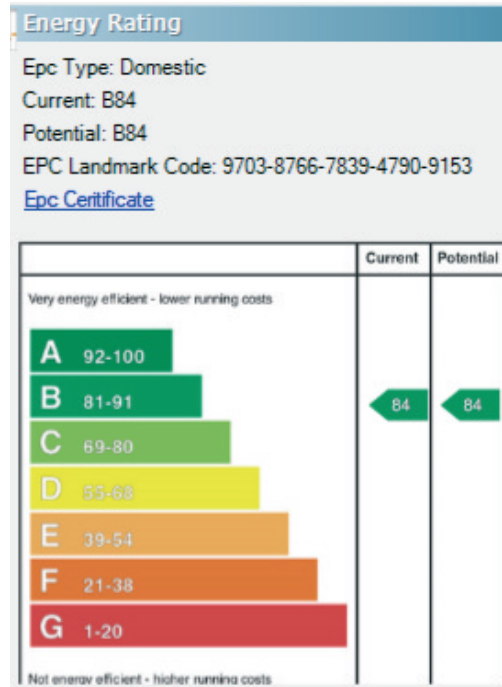 Energy Rating
Epc Type: Domestic
Current: B84
Potential: B84
EPC Landmark Code: 9703-8766-7839-4790-9153
Epc Ceritificate
Current Potential
Very energy efficient - lower running costs
A 92-100
B 81-91 84 84
C 69-80
D 55-68
E 39-54
F 21-38
G 1-20
Not energy efficient - higher running costs